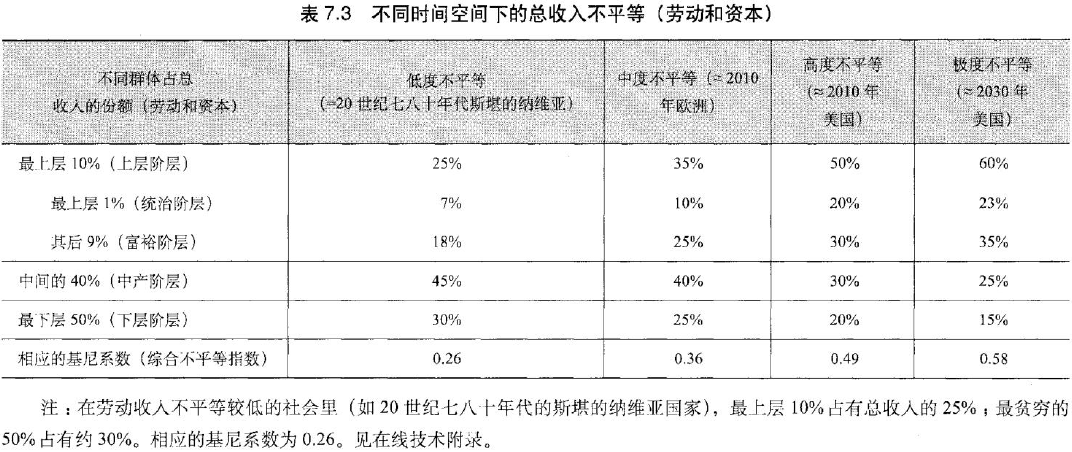 表 7.3 不同时间空间下的总收入不平等（劳动和资本）
不同群体占总
收入的份额（劳动和资本）
低度不平等
(=20 世纪七八十年代斯堪的纳维亚)
中度不平等（≈2010
年欧洲）
高度不平等
（≈2010 年
美国）
极度不平等
（≈2030 年
美国）
最上层 10%（上层阶层） 25% 35% 50% 60%
最上层 1%（统治阶层） 7% 10% 20% 23%
其后 9%（富裕阶层） 18% 25% 30% 35%
中间的 40%（中产阶层） 45% 40% 30% 25%
最下层 50%（下层阶层） 30% 25% 20% 15%
相应的基尼系数（综合不平等指数） 0.26 0.36 0.49 0.58
注：在劳动收入不平等较低的社会里（如 20 世纪七八十年代的斯堪的纳维亚国家），最上层 10% 占有总收入的 25%；最贫穷的
50% 占有约 30%。相应的基尼系数为 0.26。见在线技术附录。